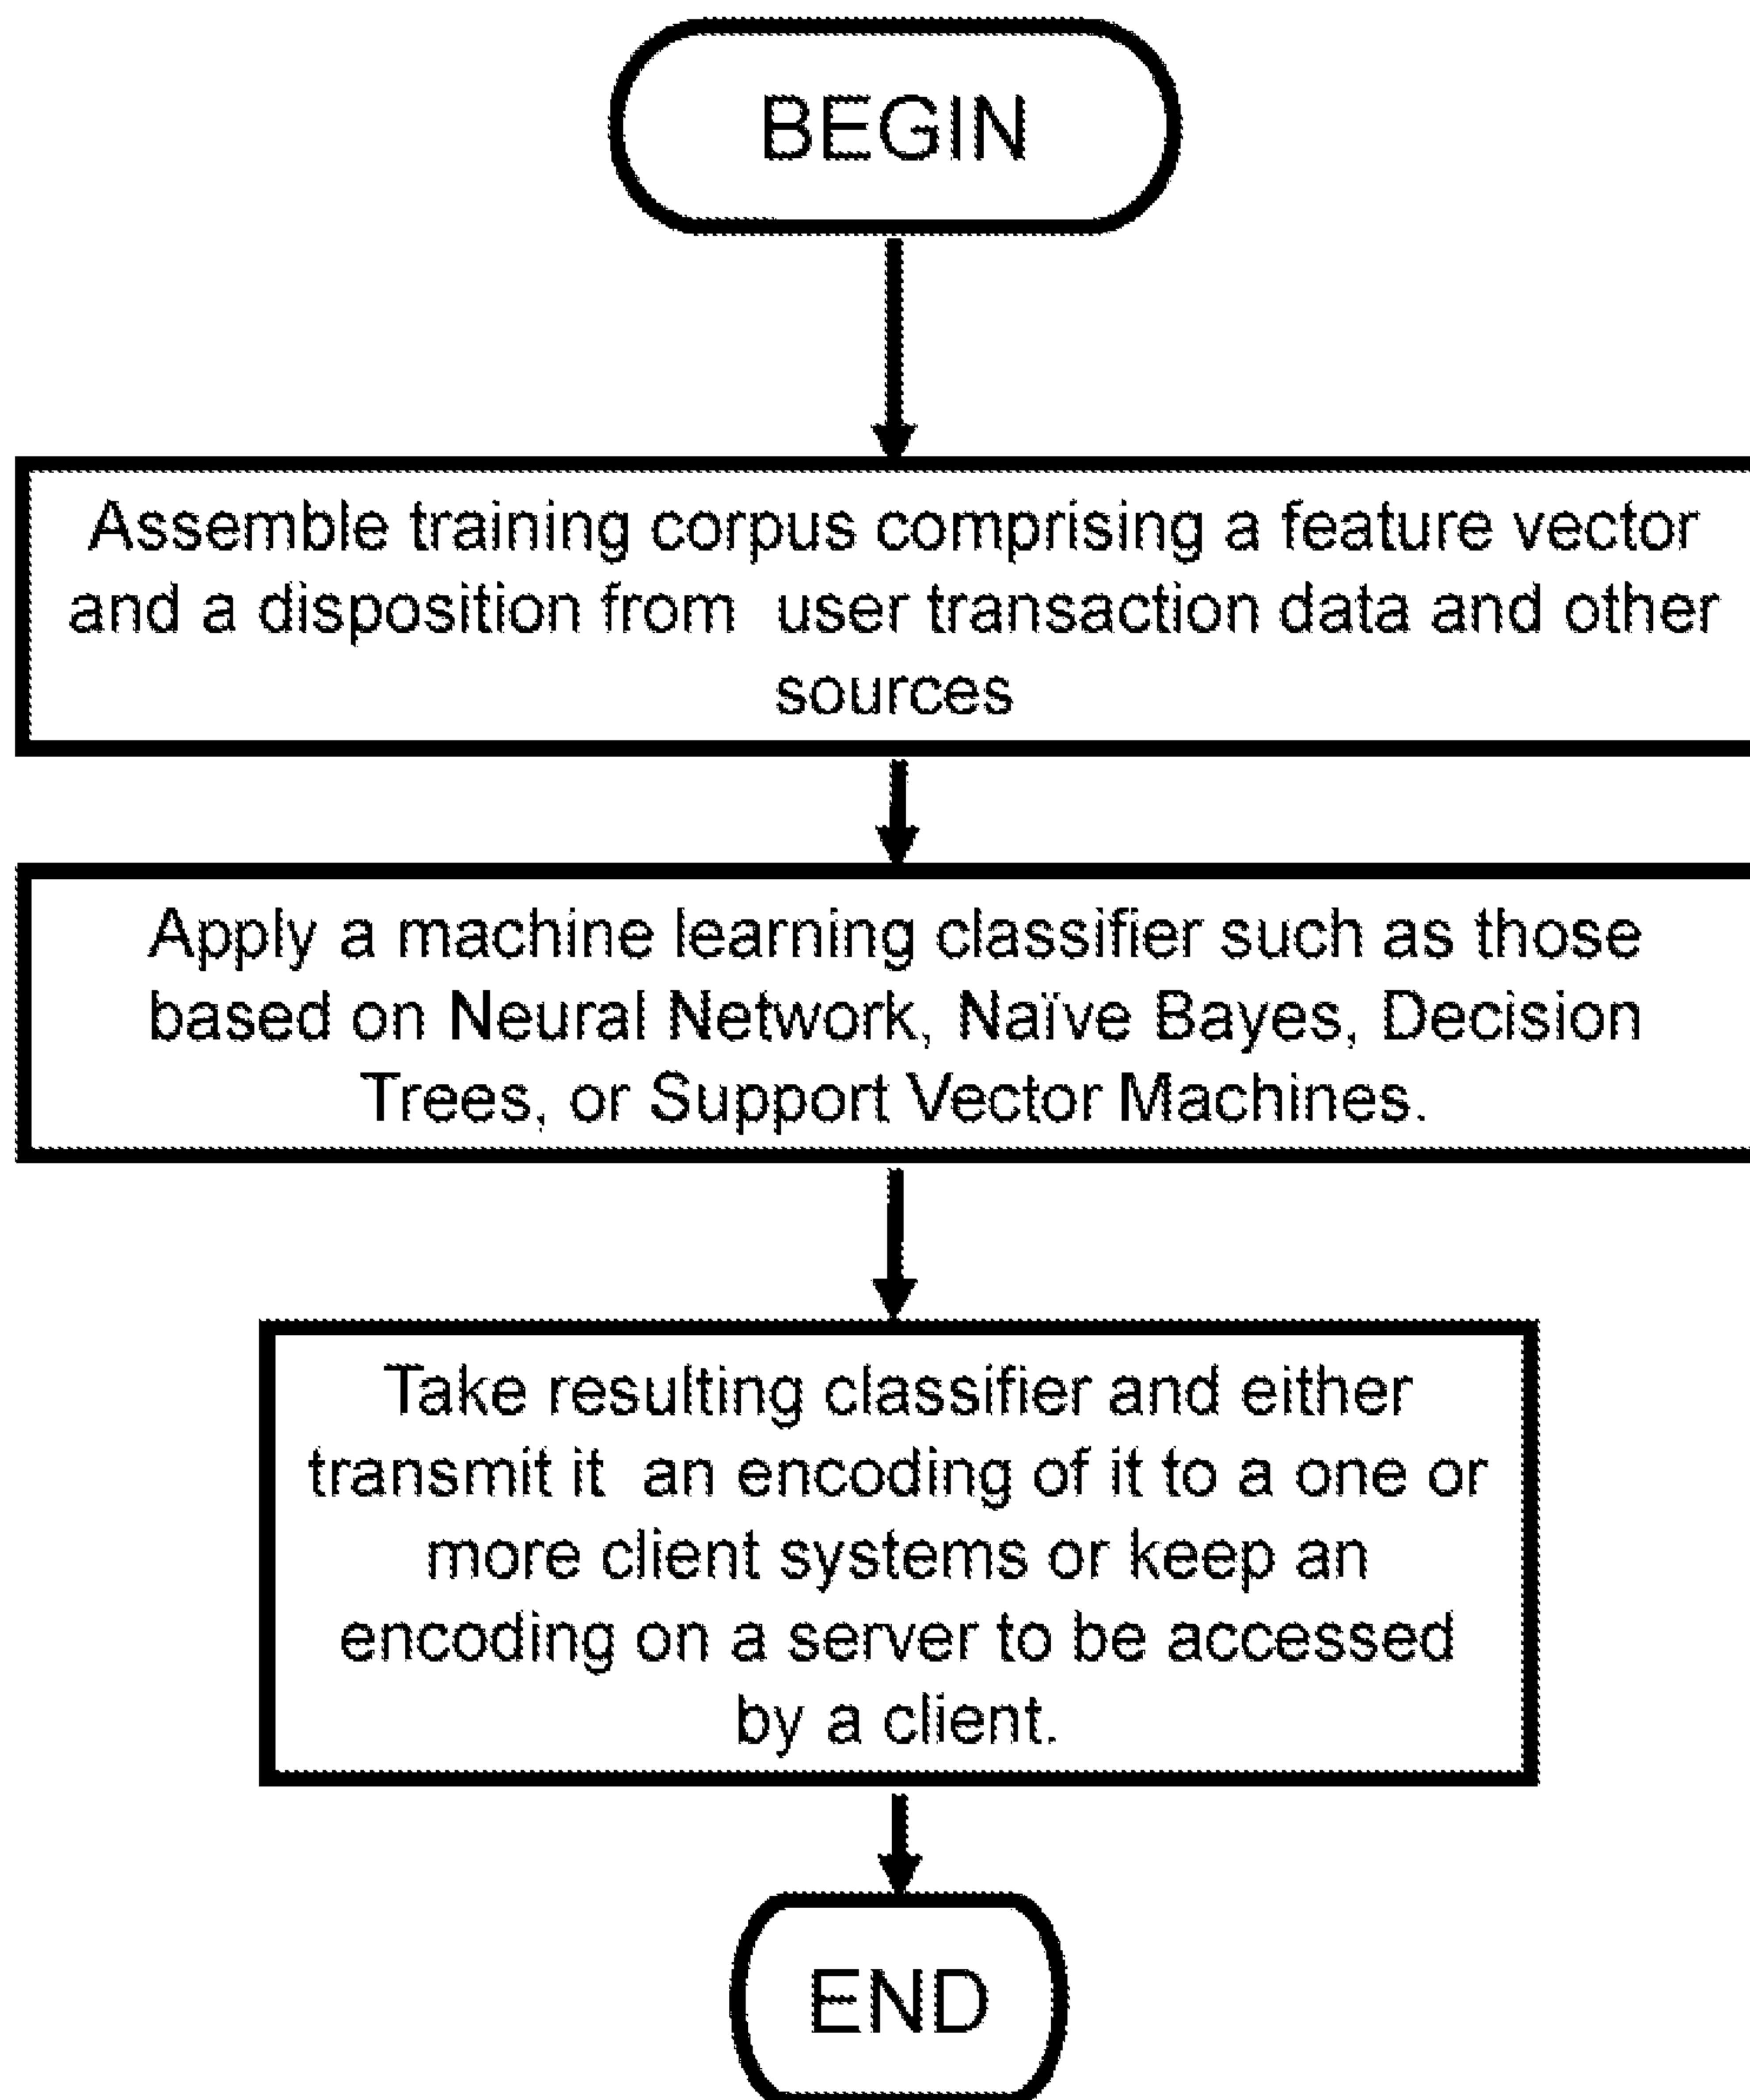 BEGIN
Assemble training corpus comprising a feature vector
and a disposition from user transaction data and other
sources
Apply a machine learning classifier such as those
based on Neural Network, Naïve Bayes, Decision
Trees, or Support Vector Machines.
Take resulting classifier and either
transmit it an encoding of it to a one or
more client systems or keep an
encoding on a server to be accessed
by a client.
END